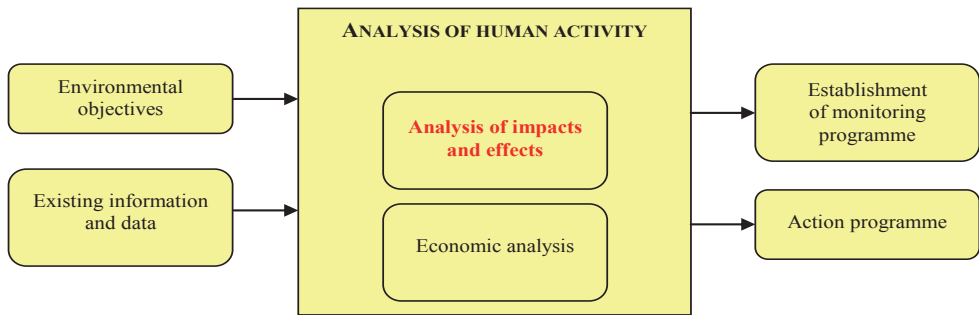 ANALYSIS OF HUMAN ACTIVITY
Environmental
objectives
Existing information
and data
Analysis of impacts
and effects
Economic analysis
Establishment
of monitoring
programme
Action programme